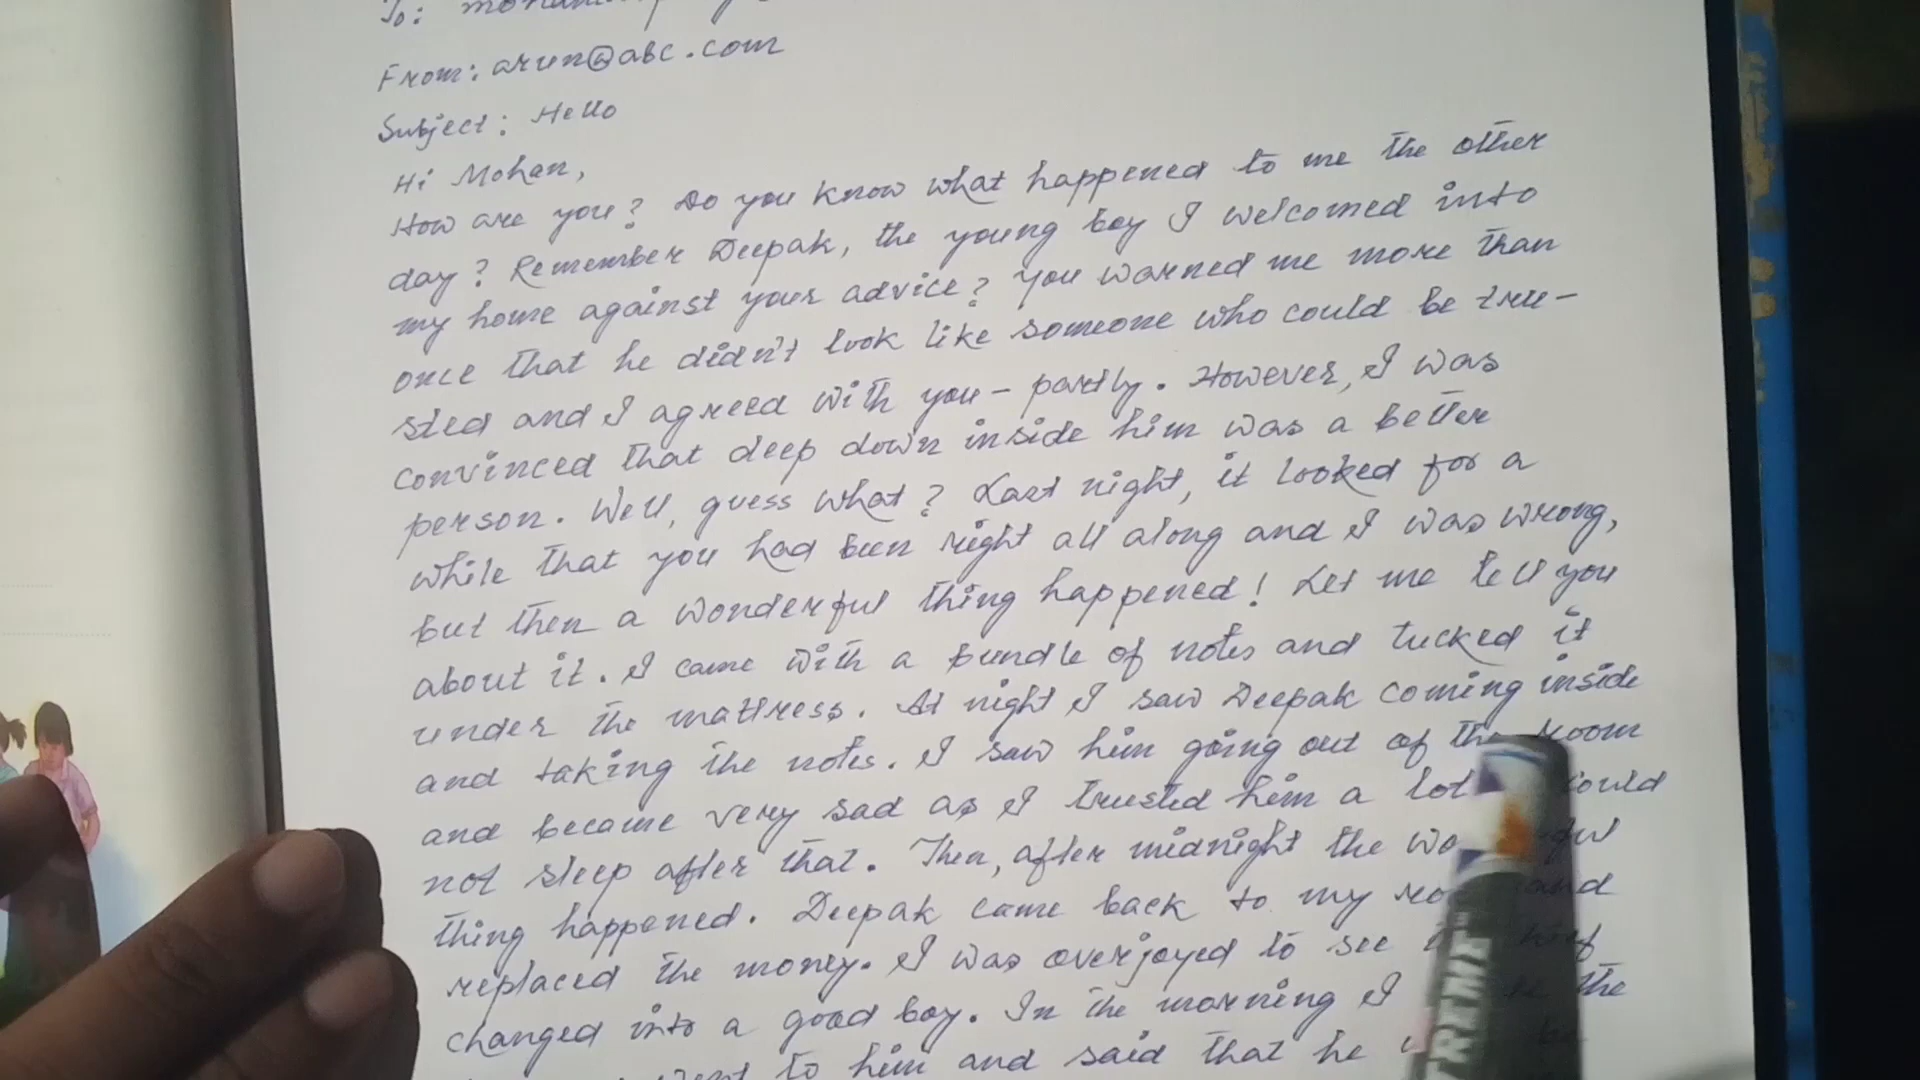 To:
From: arun@abc.com
Subject: Hello
Hi Mohan,
How are you? Do you know what happened to me the other
day? Remember Deepak, the young boy I welcomed into
my home against your advice? You warned me more than
once that he didn't look like someone who could be tru-
sted and I agreed with you - partly. However, I was
convinced that deep down inside him was a better
person. Well, guess what? Last night, it looked for a
while that you had been right all along and I was wrong,
but then a wonderful thing happened! Let me tell you
about it. I came with a bundle of notes and tucked it
under the mattress. At night I saw Deepak coming inside
and taking the notes. I saw him going out of the room
and became very sad as I trusted him a lot could
not sleep after that. Then, after midnight the
thing happened. Deepak came back to my and
replaced the money. I was overjoyed to see
changed into a good boy. In the morning I the
went to him and said that he
REME